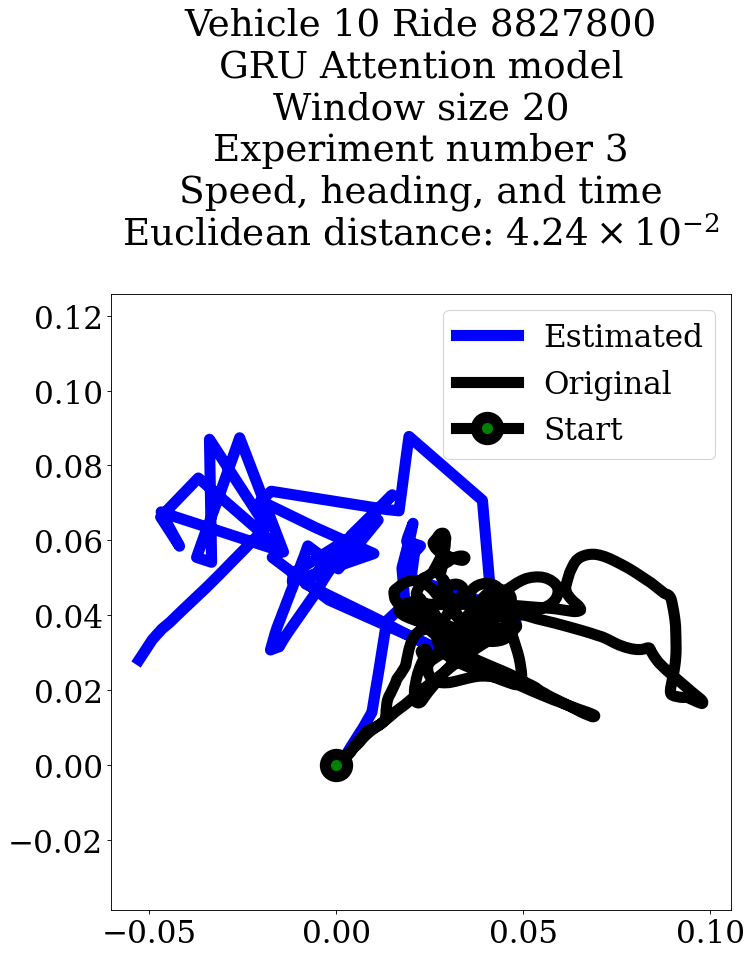 Vehicle 10 Ride 8827800
GRU Attention model
Window size 20
Experiment number 3
Speed, heading, and time
Euclidean distance: 4.24 × 10⁻²
Estimated
Original
Start
0.12
0.10
0.08
0.06
0.04
0.02
0.00
−0.02
−0.05
0.00
0.05
0.10